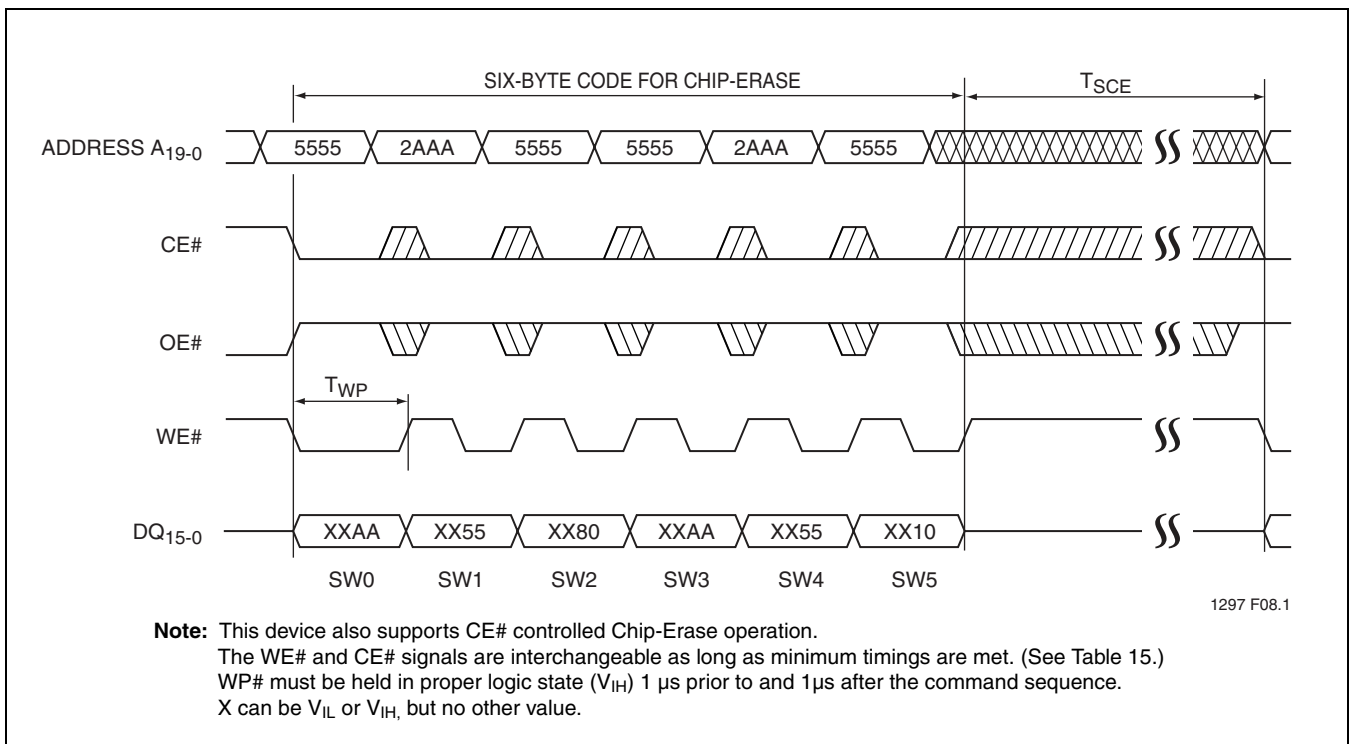 SIX-BYTE CODE FOR CHIP-ERASE TSCE
ADDRESS A19-0 5555 2AAA 5555 5555 2AAA 5555
CE#
OE#
TWP
WE#
DQ15-0 XXAA XX55 XX80 XXAA XX55 XX10
SW0 SW1 SW2 SW3 SW4 SW5
1297 F08.1
Note: This device also supports CE# controlled Chip-Erase operation.
The WE# and CE# signals are interchangeable as long as minimum timings are met. (See Table 15.)
WP# must be held in proper logic state (VIH) 1 µs prior to and 1µs after the command sequence.
X can be VIL or VIH, but no other value.